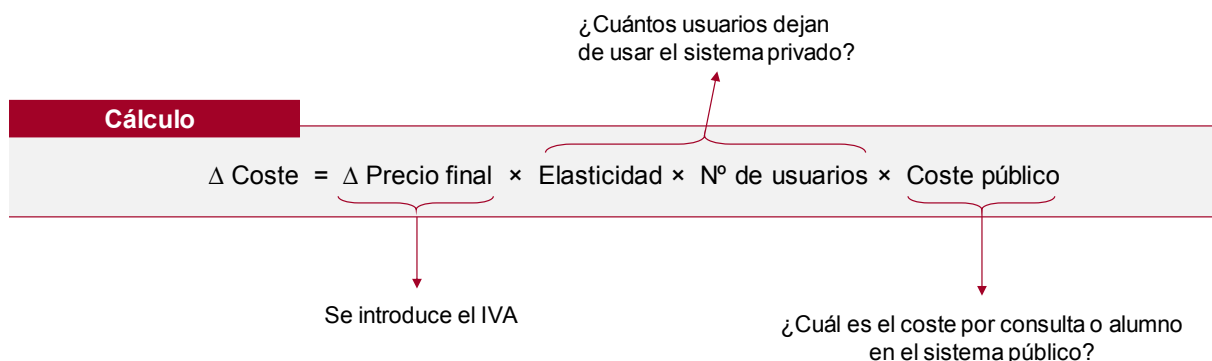 ¿Cuántos usuarios dejan
de usar el sistema privado?
Cálculo
Δ Coste = Δ Precio final × Elasticidad × Nº de usuarios × Coste público
Se introduce el IVA
¿Cuál es el coste por consulta o alumno
en el sistema público?